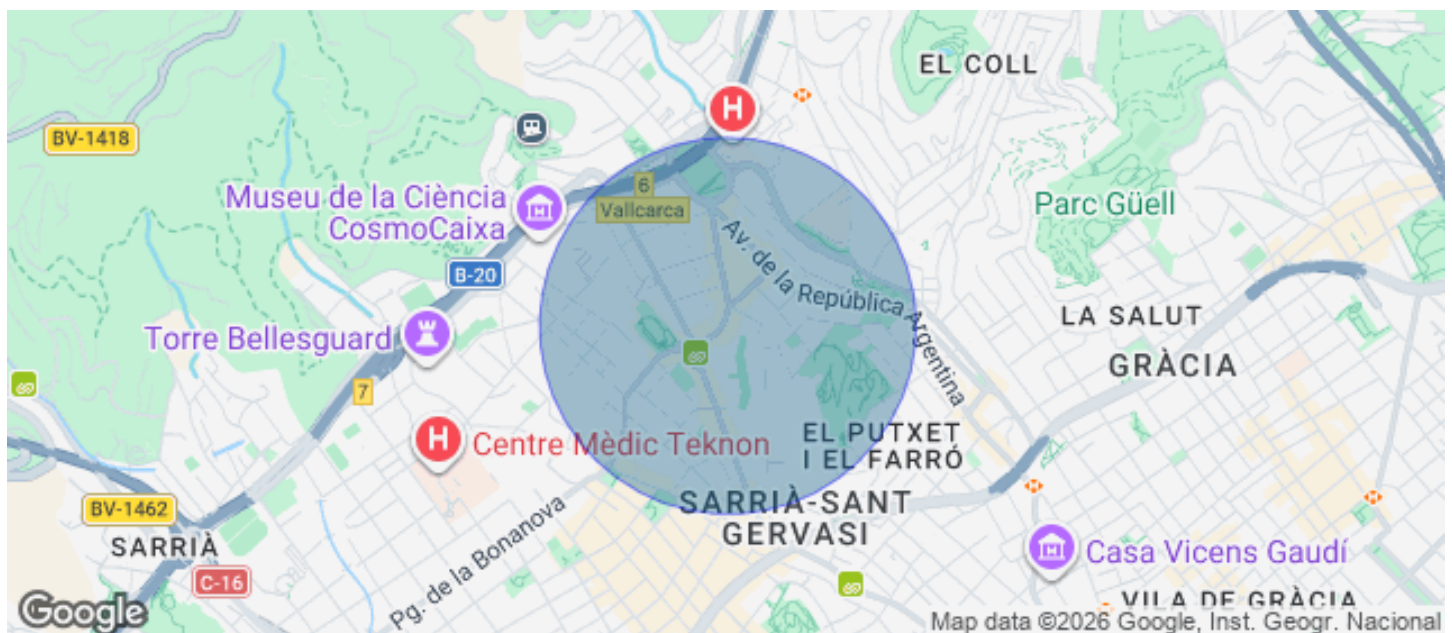 EL COLL
H
BV-1418
Museu de la Ciència
CosmoCaixa
6
Vallcarca
Parc Güell
Av. de la República Argentina
B-20
Torre Bellesguard
LA SALUT
GRÀCIA
7
H
Centre Mèdic Teknon
EL PUTXET
I EL FARRÓ
BV-1462
SARRIÀ
SARRIÀ-SANT
GERVASI
Pg. de la Bonanova
C-16
Casa Vicens Gaudí
VILA DE GRÀCIA
Google
Map data ©2026 Google, Inst. Geogr. Nacional